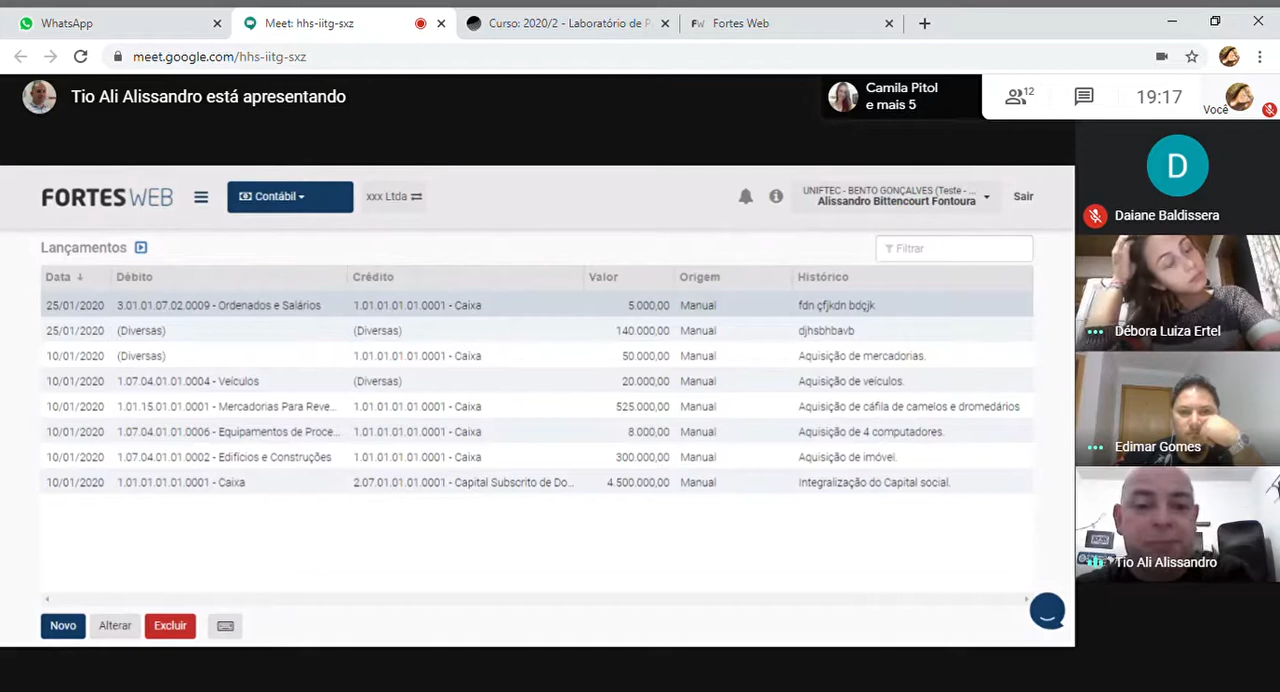 WhatsApp
Meet: hhs-iitg-sxz
Curso: 2020/2 - Laboratório de P
FW Fortes Web
meet.google.com/hhs-iitg-sxz
Tio Ali Alissandro está apresentando
Camila Pitol
e mais 5
12
19:17
Você
FORTES WEB
Contábil
xxx Ltda
UNIFTEC - BENTO GONÇALVES (Teste - ...
Alissandro Bittencourt Fontoura
Sair
D
Daiane Baldissera
Lançamentos
Filtrar
Data Débito Crédito Valor Origem Histórico
25/01/2020 3.01.01.07.02.0009 - Ordenados e Salários 1.01.01.01.01.0001 - Caixa 5.000,00 Manual fdn çfjkdn bdçjk
25/01/2020 (Diversas) (Diversas) 140.000,00 Manual djhsbhbavb
10/01/2020 (Diversas) 1.01.01.01.01.0001 - Caixa 50.000,00 Manual Aquisição de mercadorias.
10/01/2020 1.07.04.01.01.0004 - Veículos (Diversas) 20.000,00 Manual Aquisição de veículos.
10/01/2020 1.01.15.01.01.0001 - Mercadorias Para Reve... 1.01.01.01.01.0001 - Caixa 525.000,00 Manual Aquisição de cáfila de camelos e dromedários
10/01/2020 1.07.04.01.01.0006 - Equipamentos de Proce... 1.01.01.01.01.0001 - Caixa 8.000,00 Manual Aquisição de 4 computadores.
10/01/2020 1.07.04.01.01.0002 - Edifícios e Construções 1.01.01.01.01.0001 - Caixa 300.000,00 Manual Aquisição de imóvel.
10/01/2020 1.01.01.01.01.0001 - Caixa 2.07.01.01.01.0001 - Capital Subscrito de Do... 4.500.000,00 Manual Integralização do Capital social.
Débora Luiza Ertel
Edimar Gomes
Tio Ali Alissandro
Novo
Alterar
Excluir